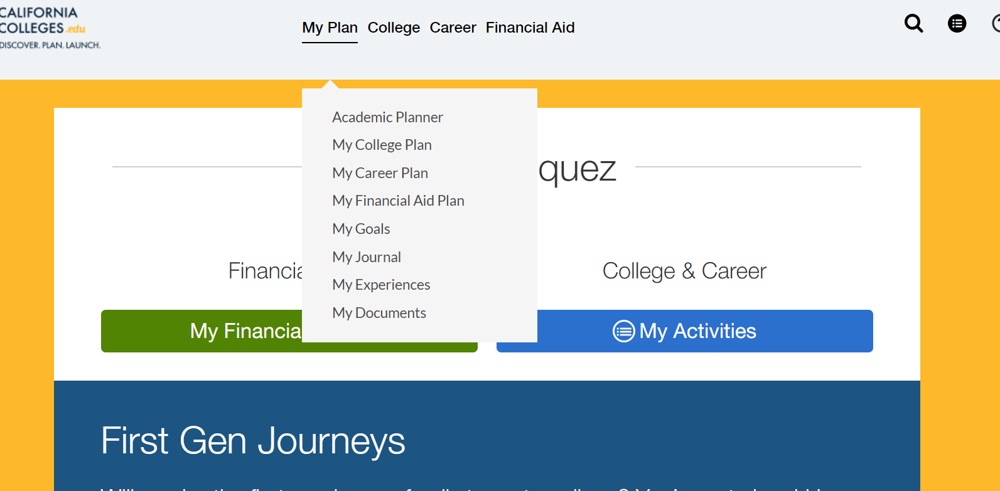 CALIFORNIA
COLLEGES.edu
DISCOVER. PLAN. LAUNCH.
My Plan College Career Financial Aid
Academic Planner
My College Plan
quez
My Career Plan
My Financial Aid Plan
My Goals
My Journal
My Experiences
My Documents
College & Career
My Financia
My Activities
First Gen Journeys